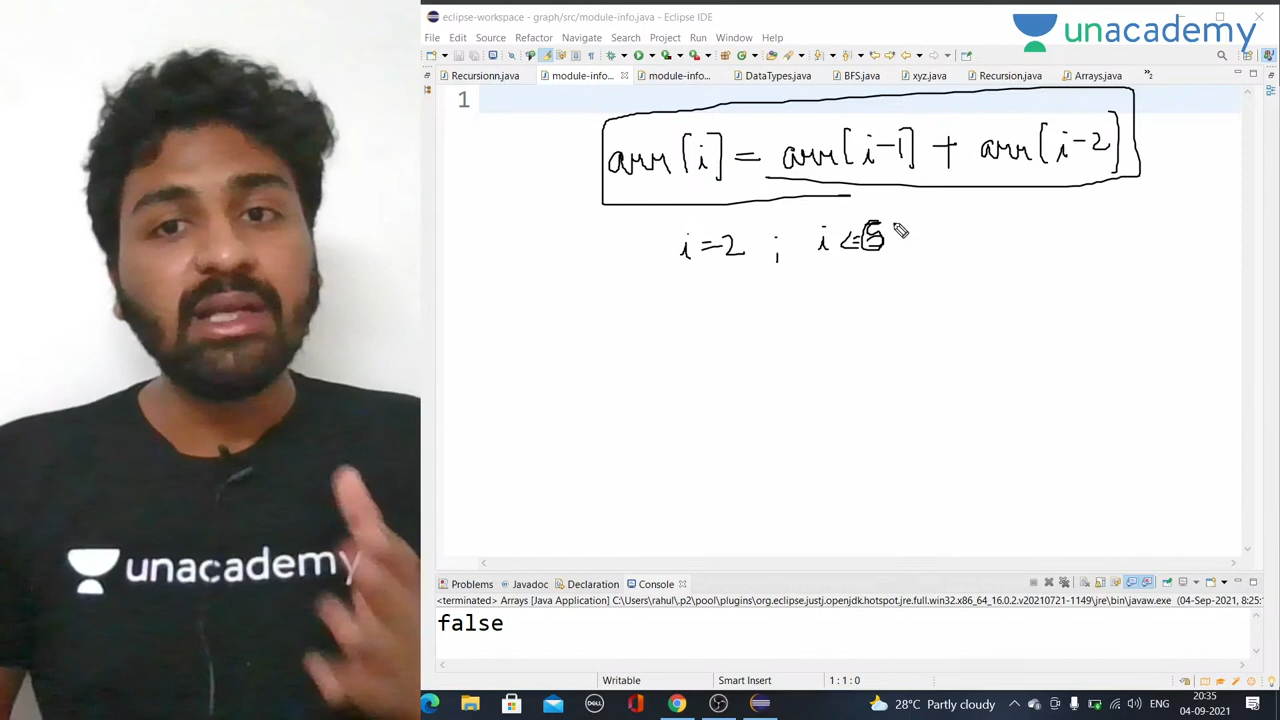 eclipse-workspace - graph/src/module-info.java - Eclipse IDE
unacademy
File Edit Source Refactor Navigate Search Project Run Window Help
Recursionn.java module-info... module-info... DataTypes.java BFS.java xyz.java Recursion.java Arrays.java »2
1
arr[i] = arr[i-1] + arr[i-2]
i=2 ; i<=5
unacademy
Problems Javadoc Declaration Console
<terminated> Arrays [Java Application] C:\Users\rahul\.p2\pool\plugins\org.eclipse.justj.openjdk.hotspot.jre.full.win32.x86_64_16.0.2.v20210721-1149\jre\bin\javaw.exe (04-Sep-2021, 8:25:
false
Writable Smart Insert 1:1:0
DELL 28°C Partly cloudy ENG 20:35
04-09-2021